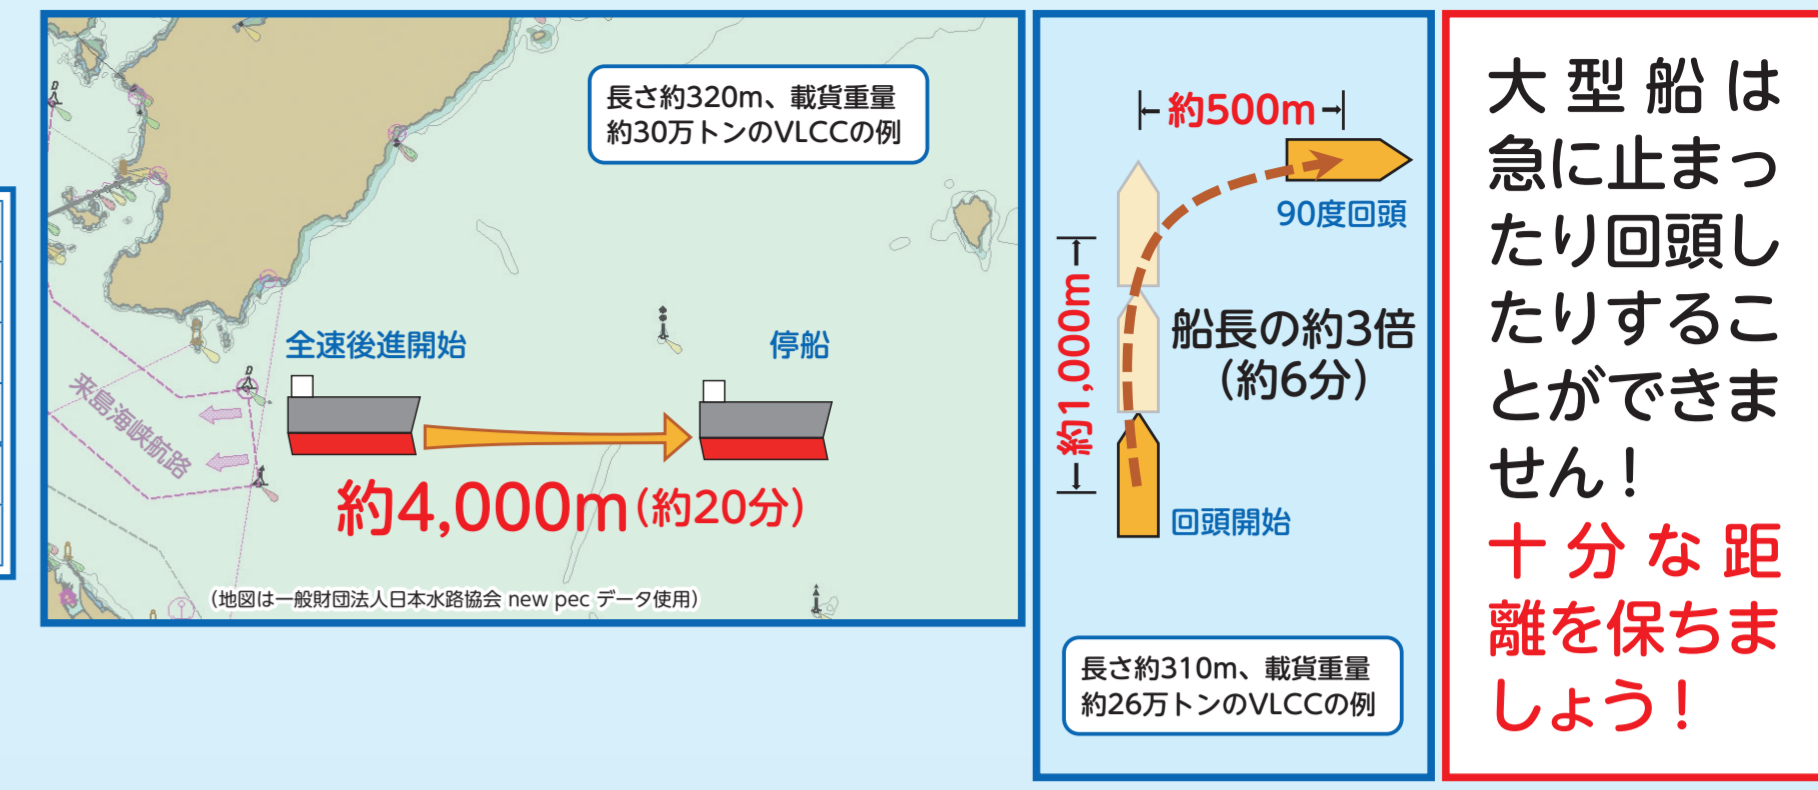 長さ約320m、載貨重量
約30万トンのVLCCの例
全速後進開始
停船
来島海峡航路
約4,000m(約20分)
(地図は一般財団法人日本水路協会 new pec データ使用)
約500m
90度回頭
約1,000m
船長の約3倍
(約6分)
回頭開始
長さ約310m、載貨重量
約26万トンのVLCCの例
大型船は
急に止まっ
たり回頭し
たりするこ
とができま
せん!
十分な距
離を保ちま
しょう!